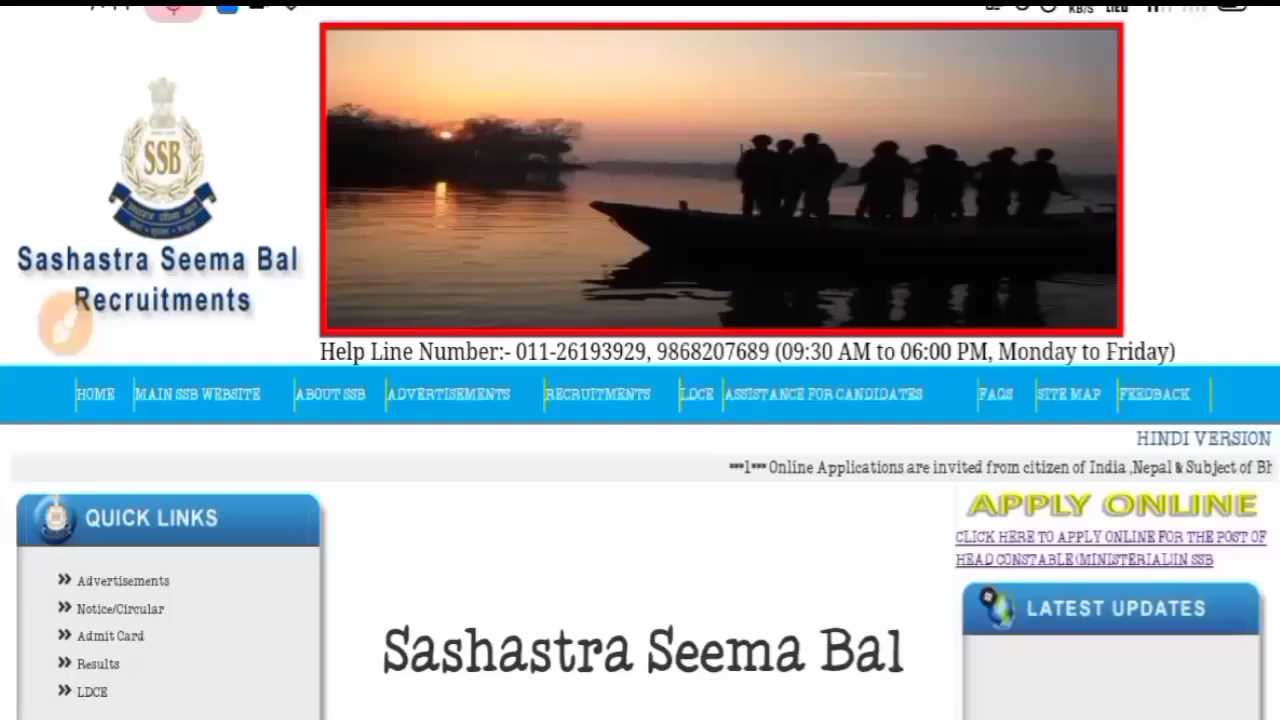 KB/S
SSB
Sashastra Seema Bal
Recruitments
Help Line Number:- 011-26193929, 9868207689 (09:30 AM to 06:00 PM, Monday to Friday)
HOME MAIN SSB WEBSITE ABOUT SSB ADVERTISEMENTS RECRUITMENTS LDCE ASSISTANCE FOR CANDIDATES FAQS SITE MAP FEEDBACK
HINDI VERSION
***1*** Online Applications are invited from citizen of India ,Nepal & Subject of Bh
QUICK LINKS
Advertisements
Notice/Circular
Admit Card
Results
LDCE
Sashastra Seema Bal
APPLY ONLINE
CLICK HERE TO APPLY ONLINE FOR THE POST OF
HEAD CONSTABLE(MINISTERIAL)IN SSB
LATEST UPDATES